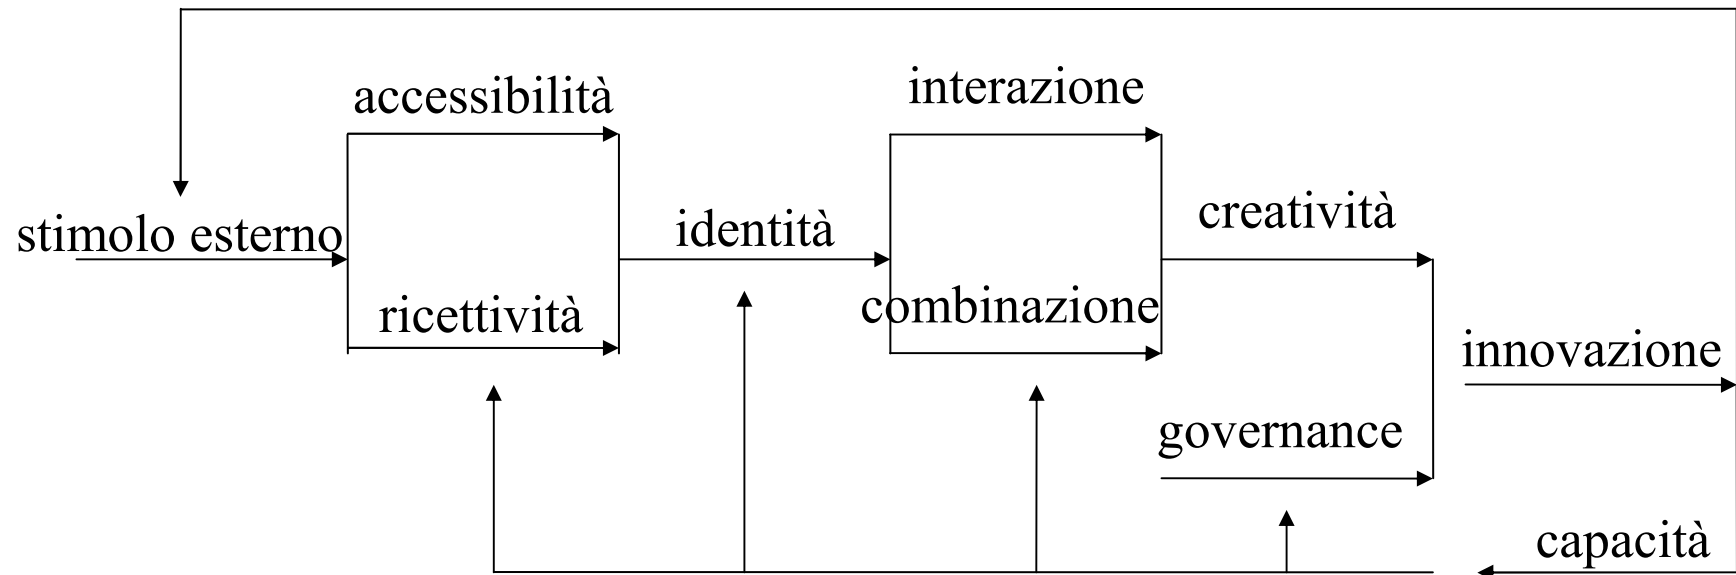 accessibilità
interazione
stimolo esterno
identità
creatività
ricettività
combinazione
innovazione
governance
capacità